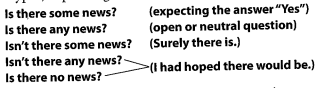 Is there some news? (expecting the answer “Yes”)
Is there any news? (open or neutral question)
Isn’t there some news? (Surely there is.)
Isn’t there any news?
Is there no news? (I had hoped there would be.)